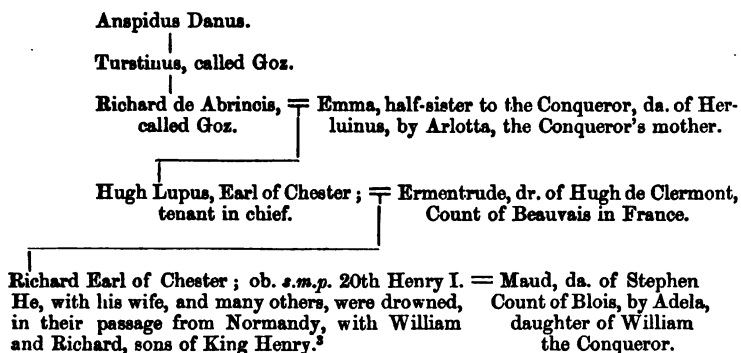 Anspidus Danus.
Turstinus, called Goz.
Richard de Abrincis, = Emma, half-sister to the Conqueror, da. of Her-
called Goz. luinus, by Arlotta, the Conqueror's mother.
Hugh Lupus, Earl of Chester; = Ermentrude, dr. of Hugh de Clermont,
tenant in chief. Count of Beauvais in France.
Richard Earl of Chester; ob. s.m.p. 20th Henry I. = Maud, da. of Stephen
He, with his wife, and many others, were drowned, Count of Blois, by Adela,
in their passage from Normandy, with William daughter of William
and Richard, sons of King Henry.³ the Conqueror.